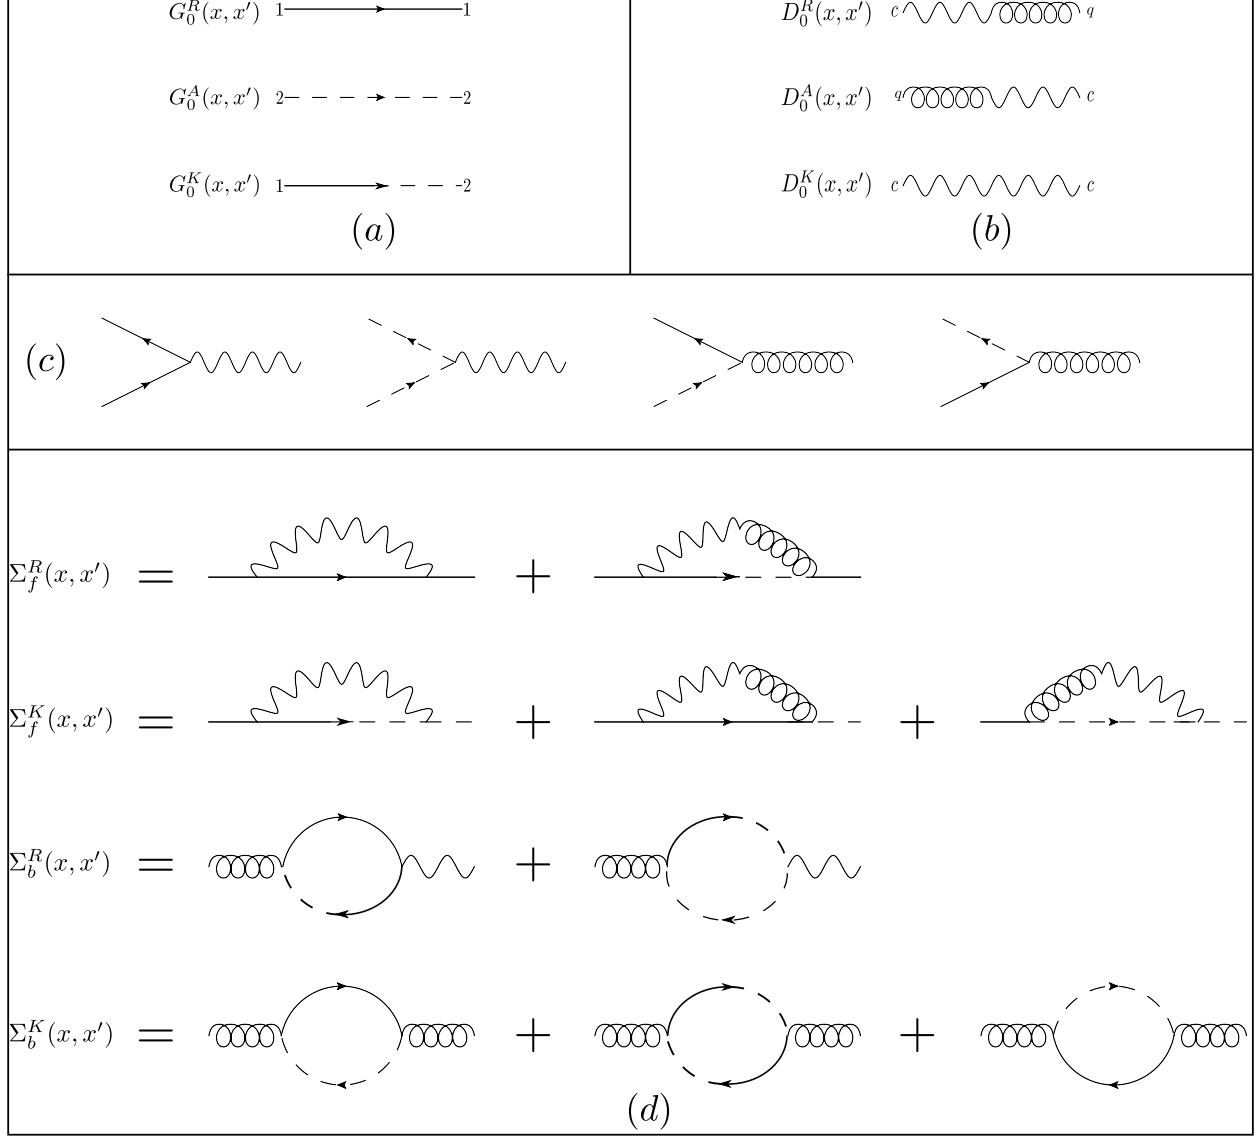 G_0^R(x, x′) 1 1
G_0^A(x, x′) 2 2
G_0^K(x, x′) 1 2
(a)
D_0^R(x, x′) c q
D_0^A(x, x′) q c
D_0^K(x, x′) c c
(b)
(c)
Σ_f^R(x, x′) = +
Σ_f^K(x, x′) = + +
Σ_b^R(x, x′) = +
Σ_b^K(x, x′) = + +
(d)